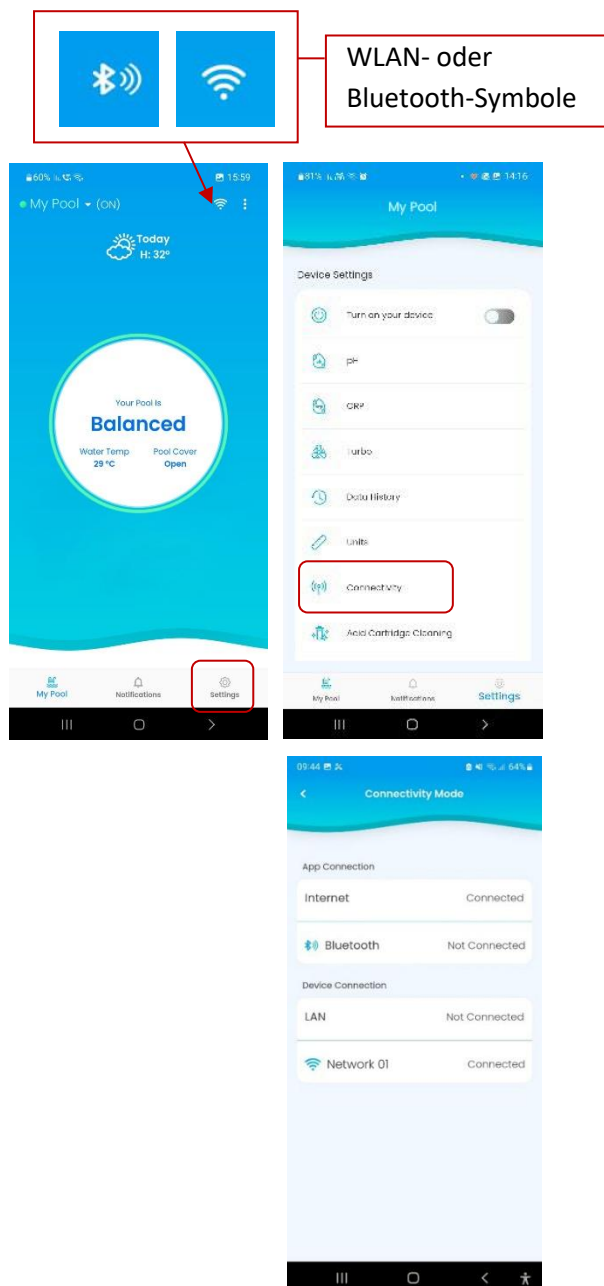 WLAN- oder
Bluetooth-Symbole
60%
15:59
My Pool (ON)
Today
H: 32°
Your Pool is
Balanced
Water Temp
Pool Cover
29 °C
Open
My Pool
Notifications
Settings
81%
14:16
My Pool
Device Settings
Turn on your device
pH
ORP
Turbo
Data History
Units
Connectivity
Acid Cartridge Cleaning
My Pool
Notifications
Settings
09:44
64%
Connectivity Mode
App Connection
Internet
Connected
Bluetooth
Not Connected
Device Connection
LAN
Not Connected
Network 01
Connected